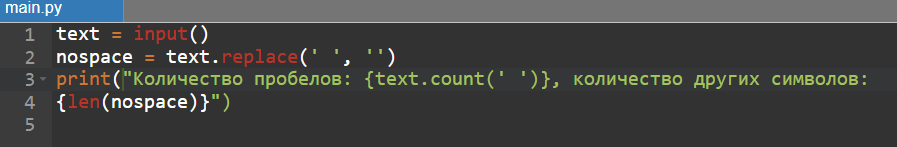 main.py
1 text = input()
2 nospace = text.replace(' ', '')
3 print("Количество пробелов: {text.count(' ')}, количество других символов:
4 {len(nospace)}")
5